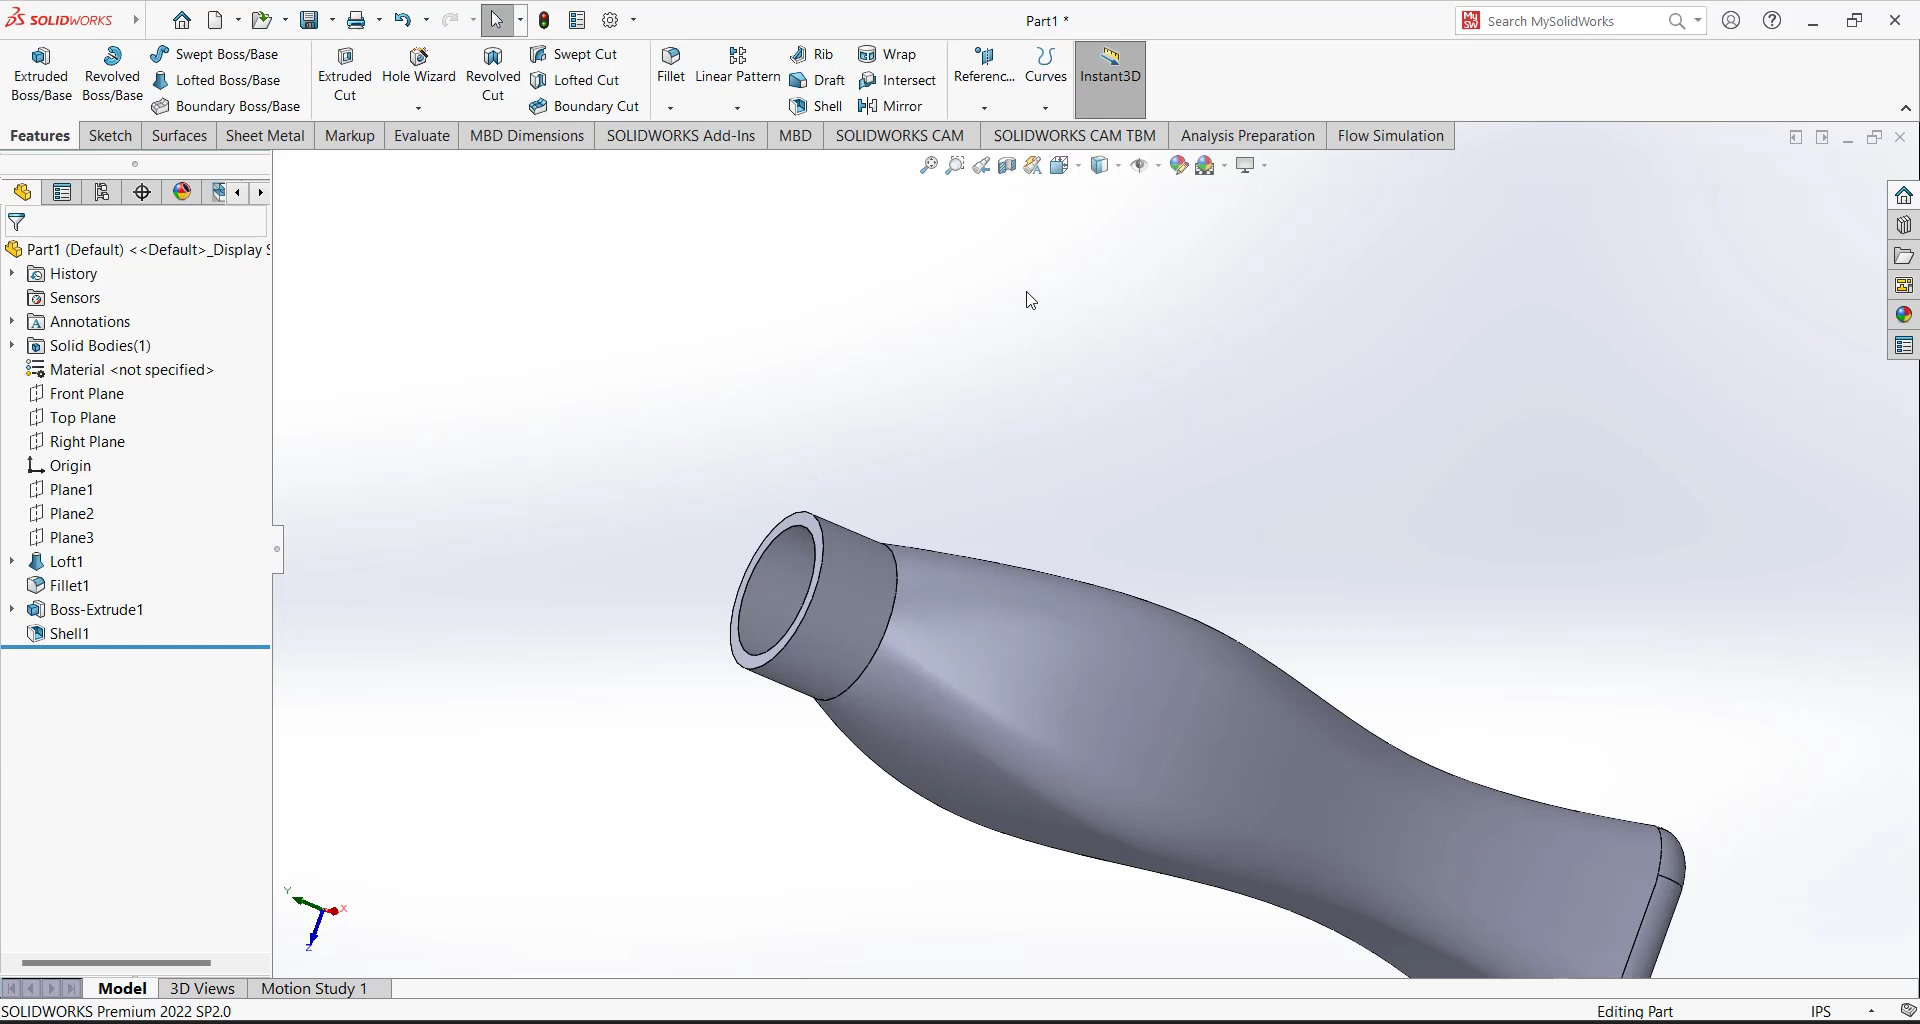 SOLIDWORKS
Part1 *
Search MySolidWorks
Extruded Boss/Base
Revolved Boss/Base
Swept Boss/Base
Lofted Boss/Base
Boundary Boss/Base
Extruded Cut
Hole Wizard
Revolved Cut
Swept Cut
Lofted Cut
Boundary Cut
Fillet
Linear Pattern
Rib
Draft
Shell
Wrap
Intersect
Mirror
Referenc...
Curves
Instant3D
Features
Sketch
Surfaces
Sheet Metal
Markup
Evaluate
MBD Dimensions
SOLIDWORKS Add-Ins
MBD
SOLIDWORKS CAM
SOLIDWORKS CAM TBM
Analysis Preparation
Flow Simulation
Part1 (Default) <<Default>_Display S
History
Sensors
Annotations
Solid Bodies(1)
Material <not specified>
Front Plane
Top Plane
Right Plane
Origin
Plane1
Plane2
Plane3
Loft1
Fillet1
Boss-Extrude1
Shell1
Y
X
Z
Model
3D Views
Motion Study 1
SOLIDWORKS Premium 2022 SP2.0
Editing Part
IPS